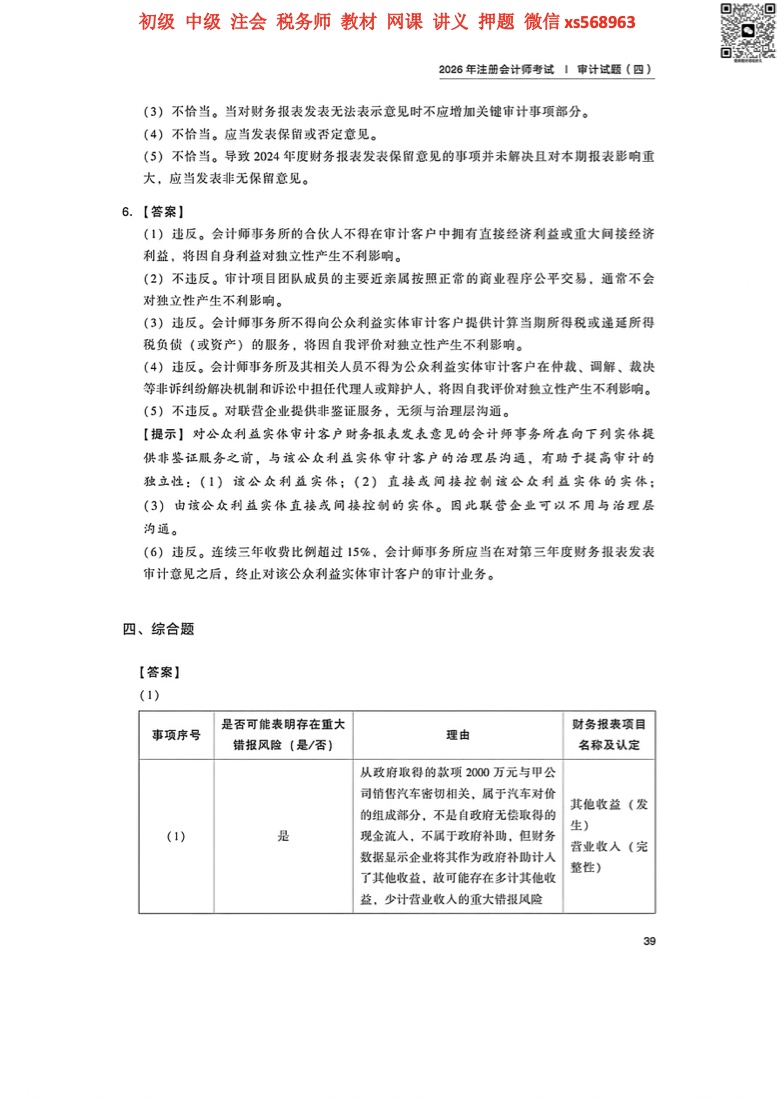 初级 中级 注会 税务师 教材 网课 讲义 押题 微信 xs568963
2026 年注册会计师考试 | 审计试题（四）
（3）不恰当。当对财务报表发表无法表示意见时不应增加关键审计事项部分。
（4）不恰当。应当发表保留或否定意见。
（5）不恰当。导致 2024 年度财务报表发表保留意见的事项并未解决且对本期报表影响重
大，应当发表非无保留意见。
6. 【答案】
（1）违反。会计师事务所的合伙人不得在审计客户中拥有直接经济利益或重大间接经济
利益，将因自身利益对独立性产生不利影响。
（2）不违反。审计项目团队成员的主要近亲属按照正常的商业程序公平交易，通常不会
对独立性产生不利影响。
（3）违反。会计师事务所不得向公众利益实体审计客户提供计算当期所得税或递延所得
税负债（或资产）的服务，将因自我评价对独立性产生不利影响。
（4）违反。会计师事务所及其相关人员不得为公众利益实体审计客户在仲裁、调解、裁决
等非诉纠纷解决机制和诉讼中担任代理人或辩护人，将因自我评价对独立性产生不利影响。
（5）不违反。对联营企业提供非鉴证服务，无须与治理层沟通。
【提示】对公众利益实体审计客户财务报表发表意见的会计师事务所在向下列实体提
供非鉴证服务之前，与该公众利益实体审计客户的治理层沟通，有助于提高审计的
独立性：（1）该公众利益实体；（2）直接或间接控制该公众利益实体的实体；
（3）由该公众利益实体直接或间接控制的实体。因此联营企业可以不用与治理层
沟通。
（6）违反。连续三年收费比例超过 15%，会计师事务所应当在对第三年度财务报表发表
审计意见之后，终止对该公众利益实体审计客户的审计业务。
四、综合题
【答案】
（1）
事项序号
是否可能表明存在重大
错报风险（是/否）
理由
财务报表项目
名称及认定
（1）
是
从政府取得的款项 2000 万元与甲公
司销售汽车密切相关，属于汽车对价
的组成部分，不是自政府无偿取得的
现金流入，不属于政府补助，但财务
数据显示企业将其作为政府补助计入
了其他收益，故可能存在多计其他收
益，少计营业收入的重大错报风险
其他收益（发
生）
营业收入（完
整性）
39